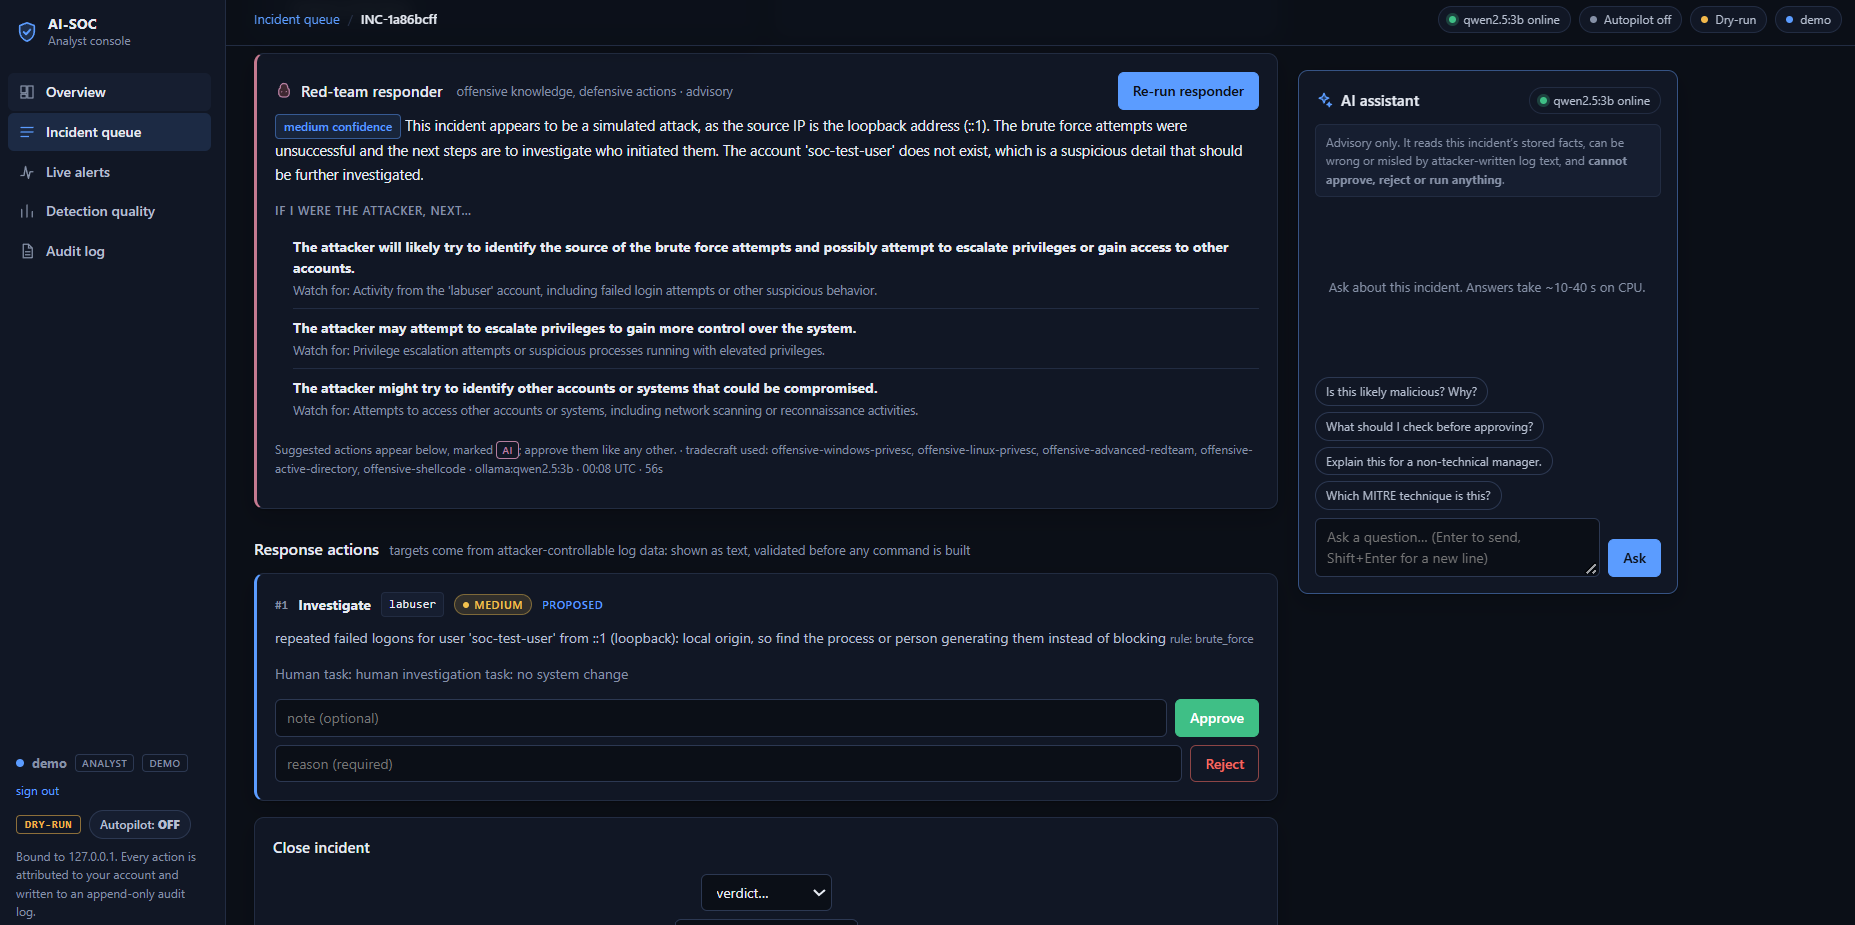 AI-SOC
Analyst console
Overview
Incident queue
Live alerts
Detection quality
Audit log
demo ANALYST DEMO
sign out
DRY-RUN Autopilot: OFF
Bound to 127.0.0.1. Every action is
attributed to your account and
written to an append-only audit
log.
Incident queue / INC-1a86bcff
qwen2.5:3b online Autopilot off Dry-run demo
Red-team responder offensive knowledge, defensive actions · advisory Re-run responder
medium confidence This incident appears to be a simulated attack, as the source IP is the loopback address (::1). The brute force attempts were
unsuccessful and the next steps are to investigate who initiated them. The account 'soc-test-user' does not exist, which is a suspicious detail that should
be further investigated.
IF I WERE THE ATTACKER, NEXT...
The attacker will likely try to identify the source of the brute force attempts and possibly attempt to escalate privileges or gain access to other
accounts.
Watch for: Activity from the 'labuser' account, including failed login attempts or other suspicious behavior.
The attacker may attempt to escalate privileges to gain more control over the system.
Watch for: Privilege escalation attempts or suspicious processes running with elevated privileges.
The attacker might try to identify other accounts or systems that could be compromised.
Watch for: Attempts to access other accounts or systems, including network scanning or reconnaissance activities.
Suggested actions appear below, marked AI; approve them like any other. · tradecraft used: offensive-windows-privesc, offensive-linux-privesc, offensive-advanced-redteam, offensive-
active-directory, offensive-shellcode · ollama:qwen2.5:3b · 00:08 UTC · 56s
Response actions targets come from attacker-controllable log data: shown as text, validated before any command is built
#1 Investigate labuser MEDIUM PROPOSED
repeated failed logons for user 'soc-test-user' from ::1 (loopback): local origin, so find the process or person generating them instead of blocking rule: brute_force
Human task: human investigation task: no system change
note (optional) Approve
reason (required) Reject
Close incident
verdict...
AI assistant qwen2.5:3b online
Advisory only. It reads this incident's stored facts, can be
wrong or misled by attacker-written log text, and cannot
approve, reject or run anything.
Ask about this incident. Answers take ~10-40 s on CPU.
Is this likely malicious? Why?
What should I check before approving?
Explain this for a non-technical manager.
Which MITRE technique is this?
Ask a question... (Enter to send,
Shift+Enter for a new line)
Ask